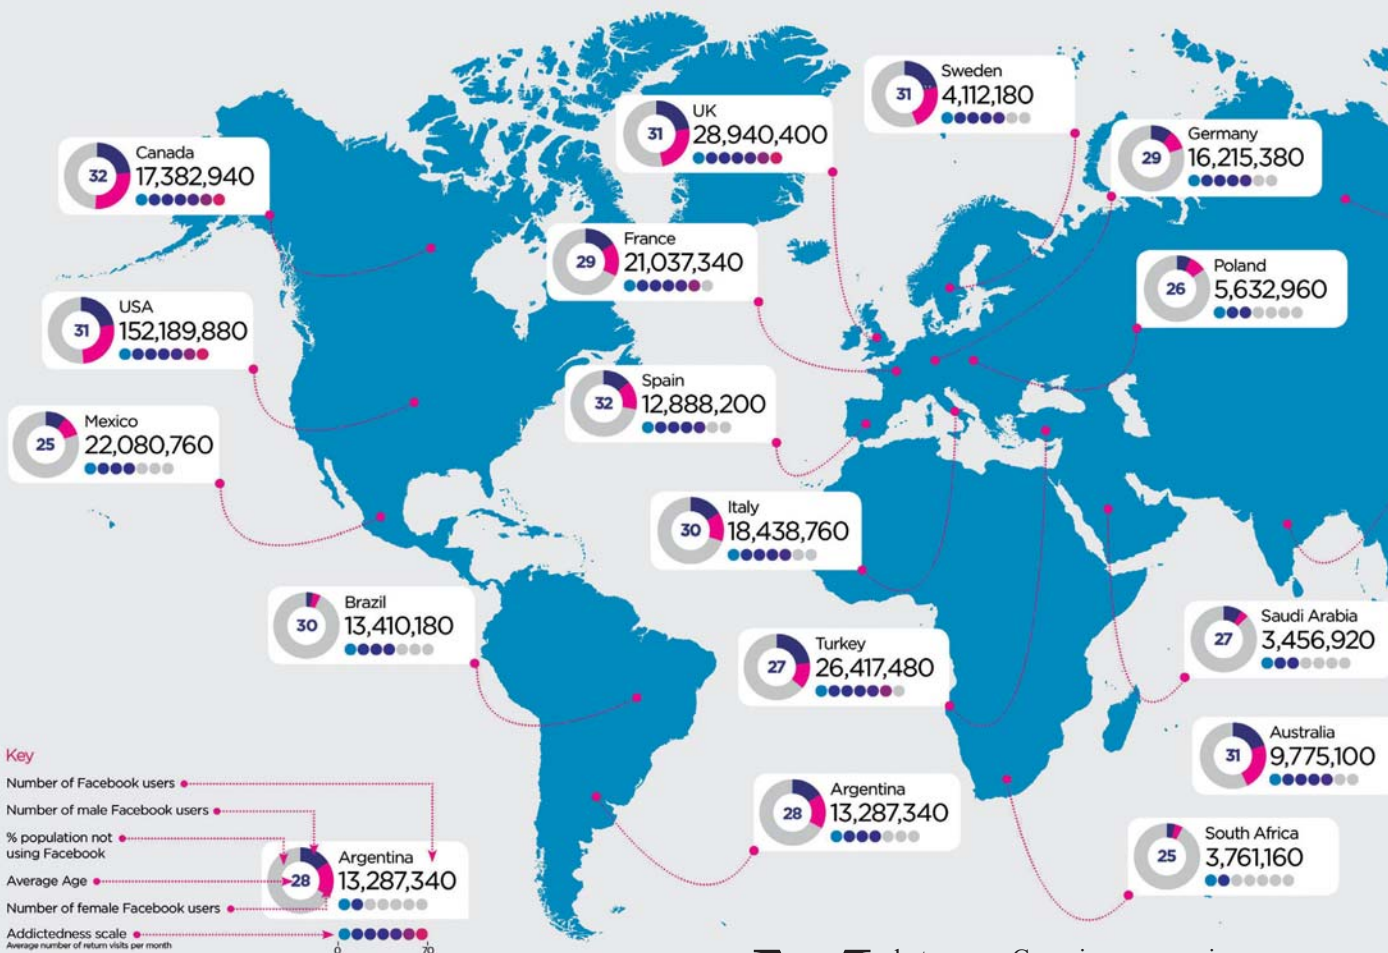 Sweden
31
4,112,180
UK
31
28,940,400
Germany
29
16,215,380
Canada
32
17,382,940
France
29
21,037,340
Poland
26
5,632,960
USA
31
152,189,880
Spain
32
12,888,200
Mexico
25
22,080,760
Italy
30
18,438,760
Brazil
30
13,410,180
Turkey
27
26,417,480
Saudi Arabia
27
3,456,920
Australia
31
9,775,100
Argentina
28
13,287,340
South Africa
25
3,761,160
Key
Number of Facebook users
Number of male Facebook users
% population not
using Facebook
Average Age
Number of female Facebook users
Addictedness scale
Average number of return visits per month
Argentina
28
13,287,340
0 70